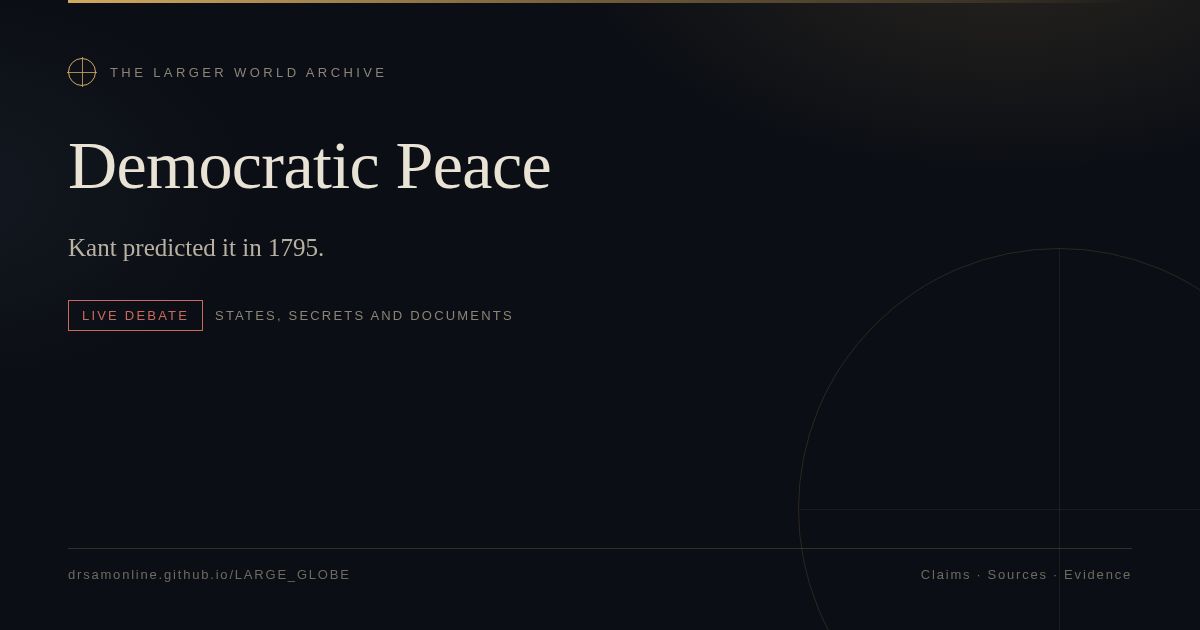 THE LARGER WORLD ARCHIVE
Democratic Peace
Kant predicted it in 1795.
LIVE DEBATE STATES, SECRETS AND DOCUMENTS
drsamonline.github.io/LARGE_GLOBE
Claims · Sources · Evidence